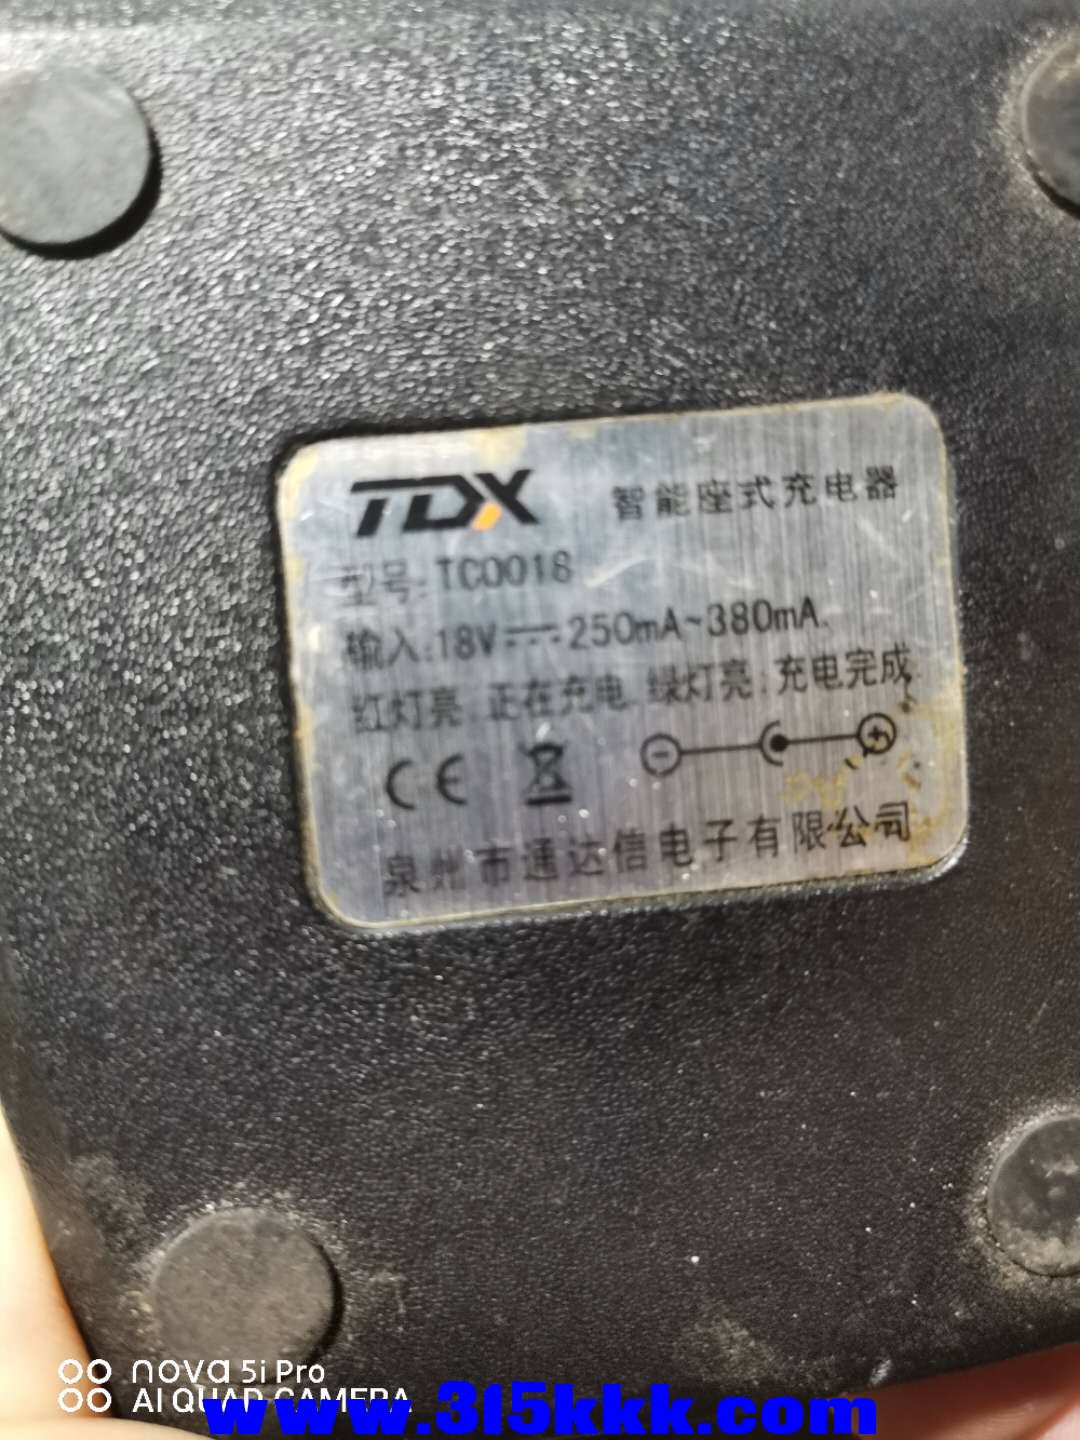 TDX 智能座式充电器
型号: TC0018
输入:18V⎓250mA~380mA.
红灯亮:正在充电 绿灯亮:充电完成
CE
泉州市通达信电子有限公司
nova 5i Pro
AI QUAD CAMERA
www.315kkk.com